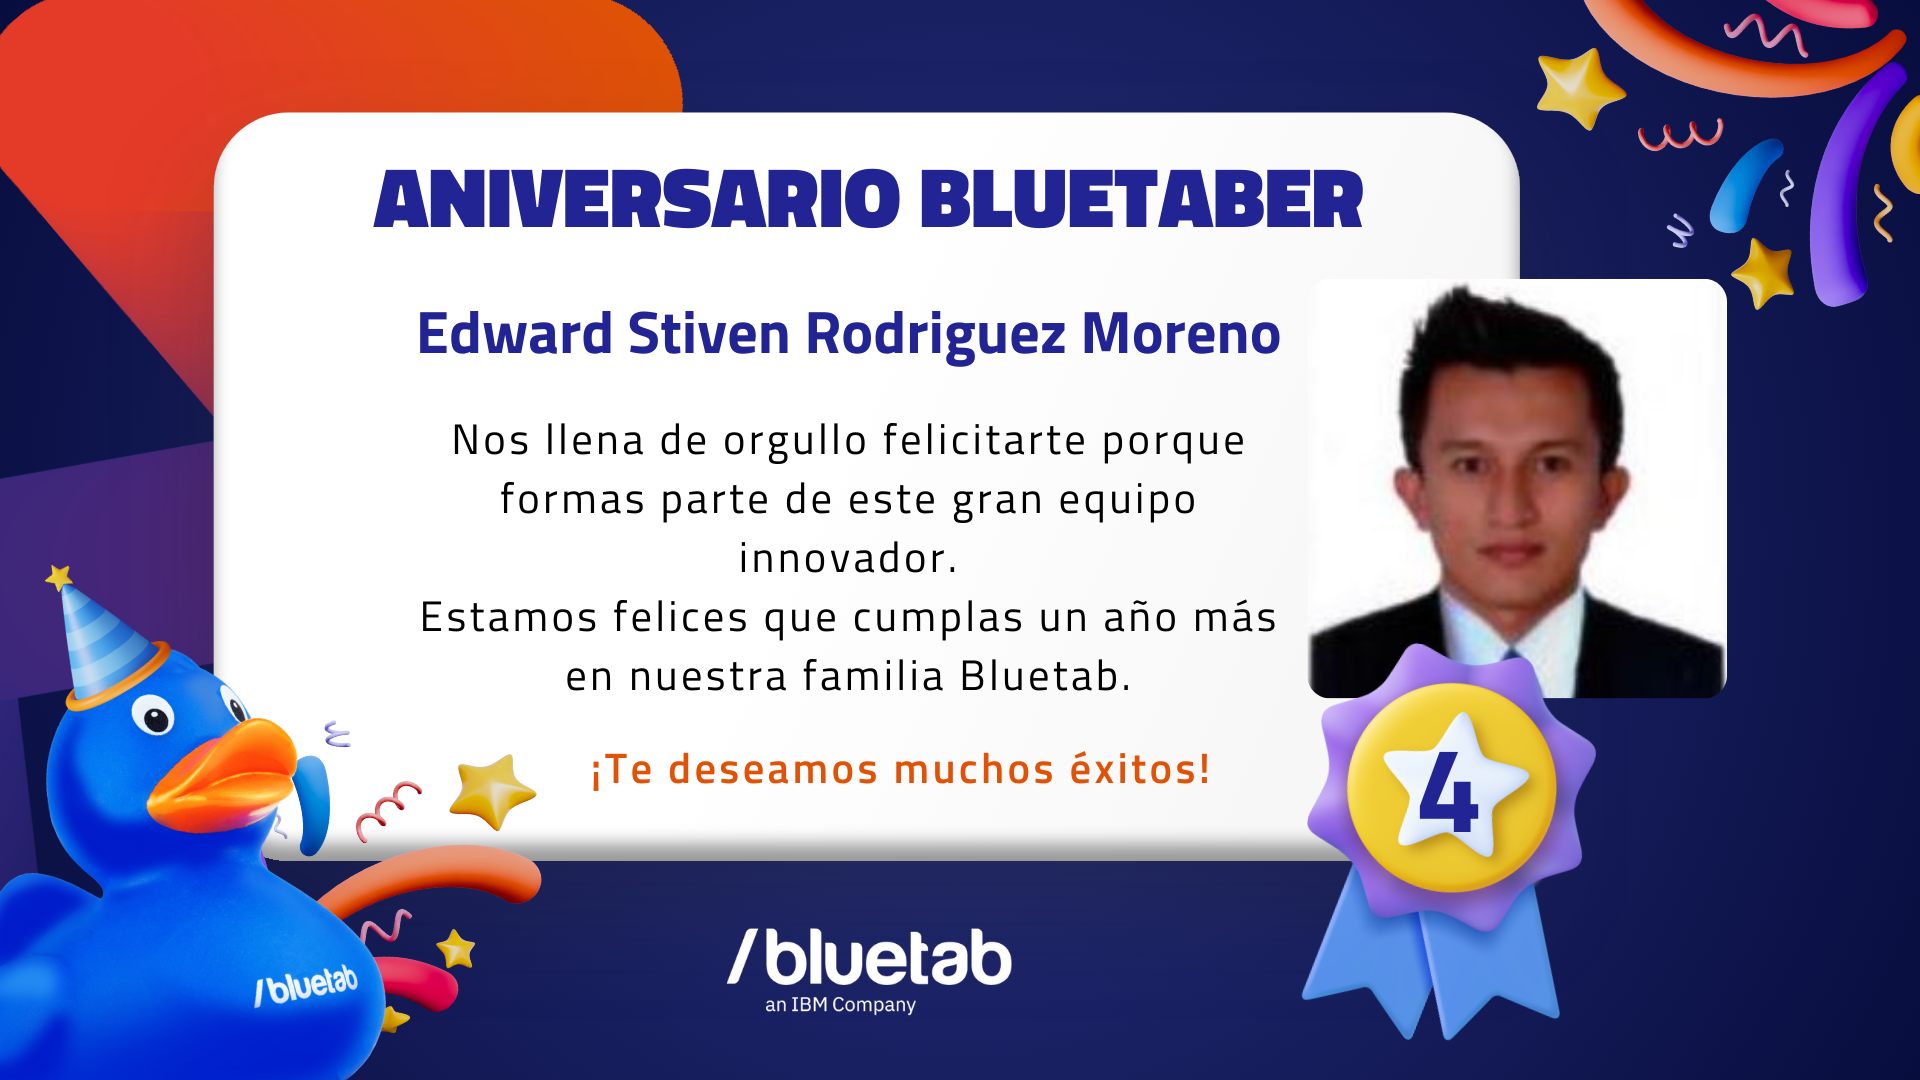 ANIVERSARIO BLUETABER
Edward Stiven Rodriguez Moreno
Nos llena de orgullo felicitarte porque
formas parte de este gran equipo
innovador.
Estamos felices que cumplas un año más
en nuestra familia Bluetab.
¡Te deseamos muchos éxitos!
4
/bluetab
/bluetab
an IBM Company